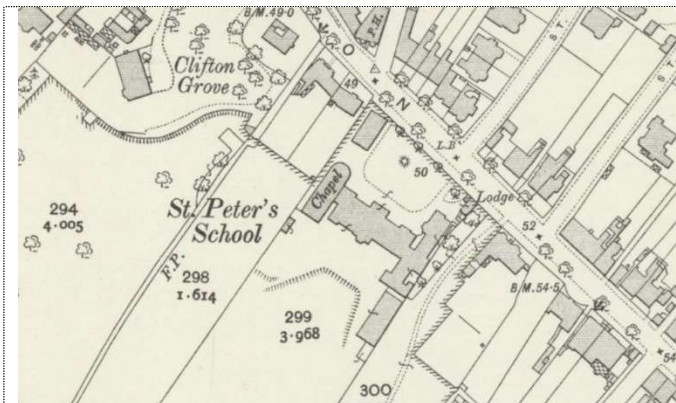 B.M.49·0
P.H.
S.T.
S.T.
Clifton
Grove
49
O
N
L.B
50
Chapel
Lodge
294
4·005
St. Peter's
School
52
F.P.
298
1·614
B.M.54·5
299
3·968
54
300